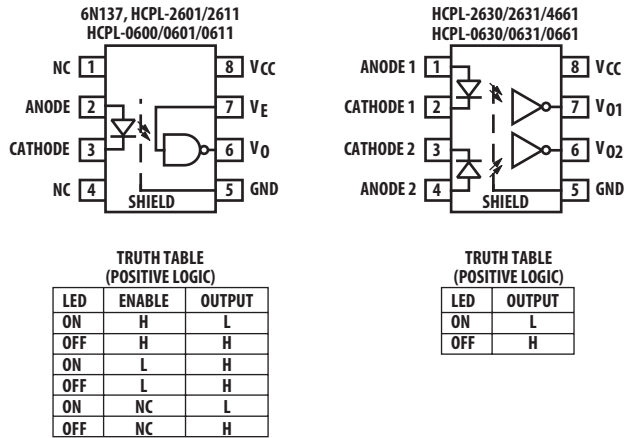 6N137, HCPL-2601/2611
HCPL-0600/0601/0611
NC 1
8 VCC
ANODE 2
7 VE
CATHODE 3
6 VO
NC 4
5 GND
SHIELD
TRUTH TABLE
(POSITIVE LOGIC)
LED ENABLE OUTPUT
ON H L
OFF H H
ON L H
OFF L H
ON NC L
OFF NC H
HCPL-2630/2631/4661
HCPL-0630/0631/0661
ANODE 1 1
8 VCC
CATHODE 1 2
7 VO1
CATHODE 2 3
6 VO2
ANODE 2 4
5 GND
SHIELD
TRUTH TABLE
(POSITIVE LOGIC)
LED OUTPUT
ON L
OFF H